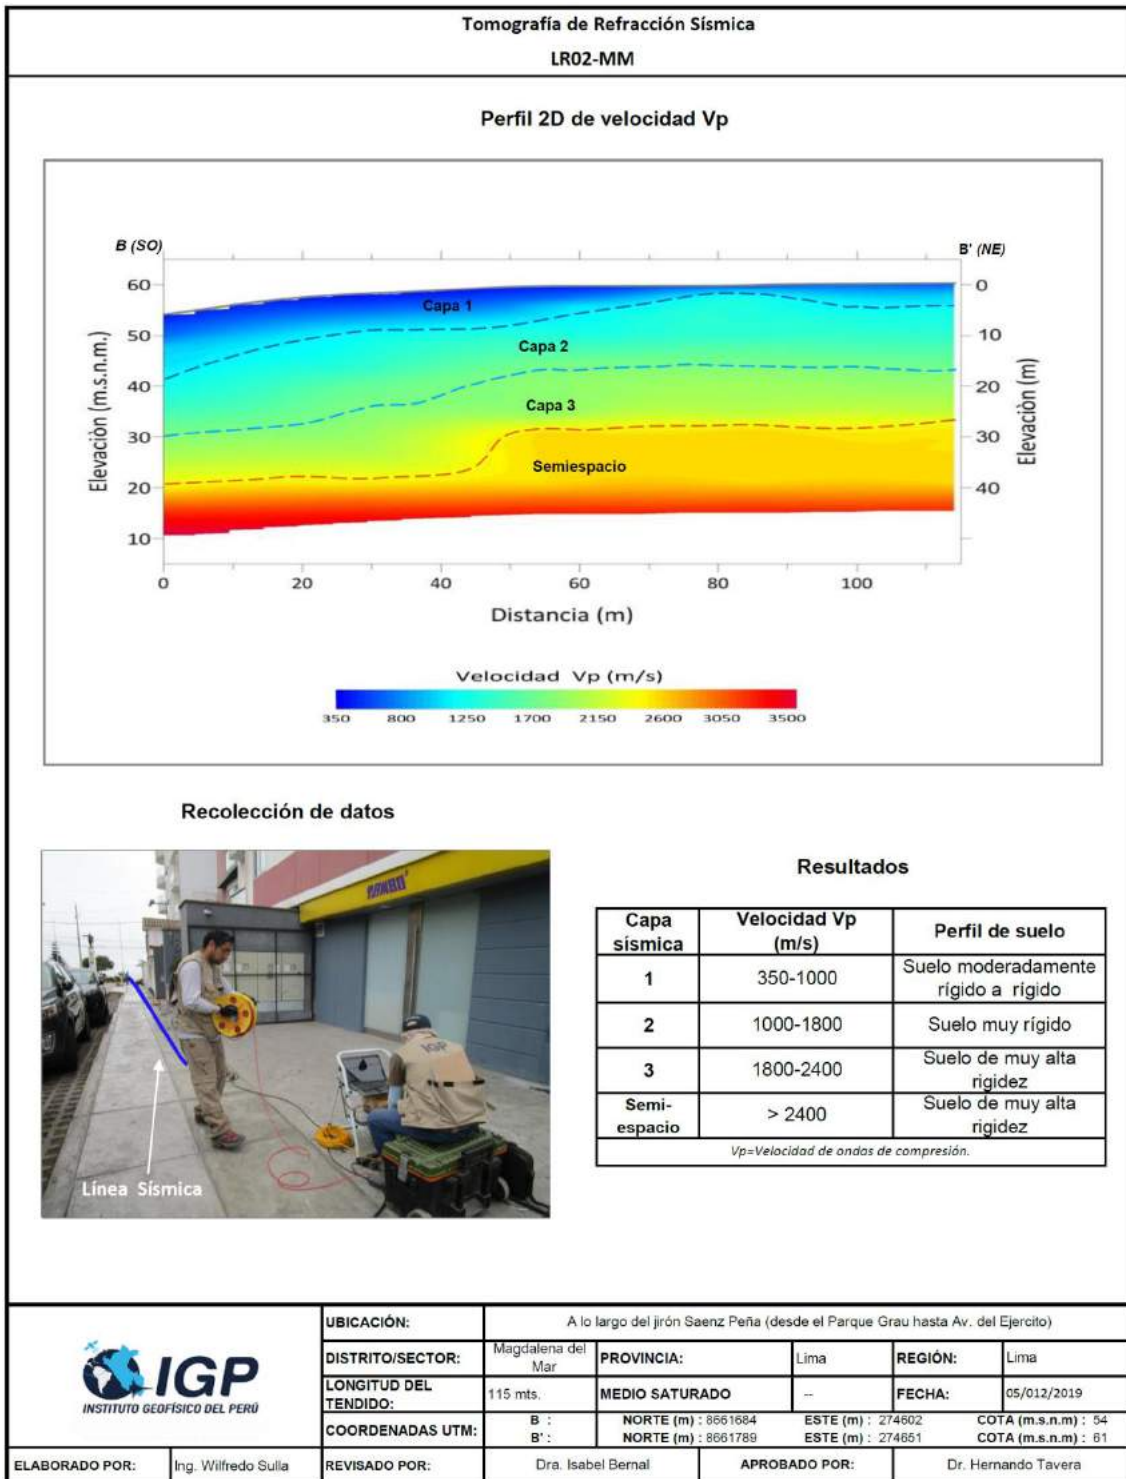 Tomografía de Refracción Sísmica
LR02-MM
Perfil 2D de velocidad Vp
B (SO)
B' (NE)
60
50
40
30
20
10
Elevaciòn (m.s.n.m.)
0
10
20
30
40
Elevaciòn (m)
Capa 1
Capa 2
Capa 3
Semiespacio
0 20 40 60 80 100
Distancia (m)
Velocidad Vp (m/s)
350 800 1250 1700 2150 2600 3050 3500
Recolección de datos
IGP
Línea Sísmica
Resultados
Capa sísmica Velocidad Vp (m/s) Perfil de suelo
1 350-1000 Suelo moderadamente rígido a rígido
2 1000-1800 Suelo muy rígido
3 1800-2400 Suelo de muy alta rigidez
Semi-espacio > 2400 Suelo de muy alta rigidez
Vp=Velocidad de ondas de compresión.
IGP
INSTITUTO GEOFÍSICO DEL PERÚ
UBICACIÓN: A lo largo del jirón Saenz Peña (desde el Parque Grau hasta Av. del Ejercito)
DISTRITO/SECTOR: Magdalena del Mar PROVINCIA: Lima REGIÓN: Lima
LONGITUD DEL TENDIDO: 115 mts. MEDIO SATURADO -- FECHA: 05/012/2019
COORDENADAS UTM: B : NORTE (m) : 8661684 ESTE (m) : 274602 COTA (m.s.n.m) : 54
B' : NORTE (m) : 8661789 ESTE (m) : 274651 COTA (m.s.n.m) : 61
ELABORADO POR: Ing. Wilfredo Sulla REVISADO POR: Dra. Isabel Bernal APROBADO POR: Dr. Hernando Tavera